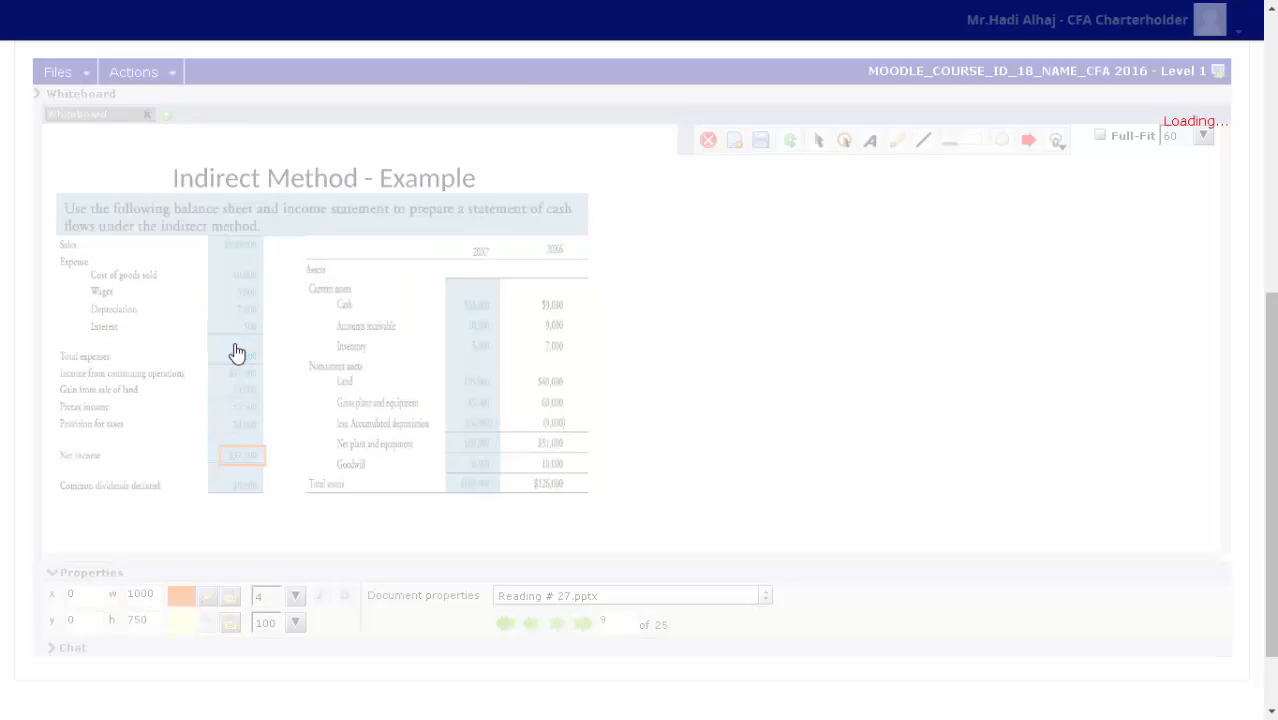 Mr.Hadi Alhaj - CFA Charterholder
Files Actions MOODLE_COURSE_ID_18_NAME_CFA 2016 - Level 1
Whiteboard
Whiteboard x
Loading...
Full-Fit 60
Indirect Method - Example
Use the following balance sheet and income statement to prepare a statement of cash
flows under the indirect method.
Sales
Expense
Cost of goods sold
Wages
Depreciation
Interest
Total expenses
Income from continuing operations
Gain from sale of land
Pretax income
Provision for taxes
Net income
Common dividends declared
20X7 20X6
Assets
Current assets
Cash $9,000
Accounts receivable 9,000
Inventory 7,000
Noncurrent assets
Land $40,000
Gross plant and equipment 60,000
less: Accumulated depreciation (9,000)
Net plant and equipment $51,000
Goodwill 10,000
Total assets $126,000
Properties
x 0 w 1000 4 Document properties Reading # 27.pptx
y 0 h 750 100 9 of 25
Chat